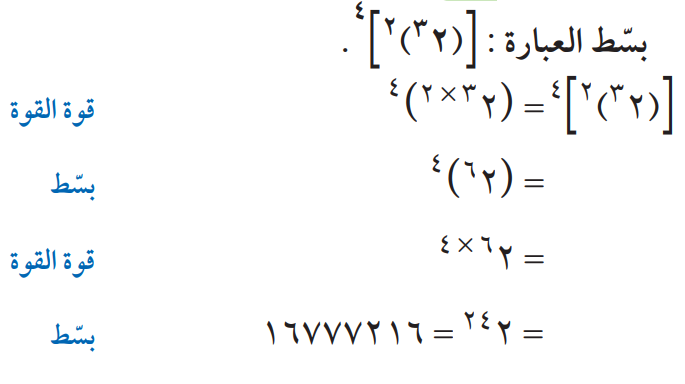 بسّط العبارة : [(٢^٣)^٢]^٤ .
[(٢^٣)^٢]^٤ = (٢^{٣×٢})^٤ قوة القوة
= (٢^٦)^٤ بسّط
= ٢^{٦×٤} قوة القوة
= ٢^{٢٤} = ١٦٧٧٧٢١٦ بسّط